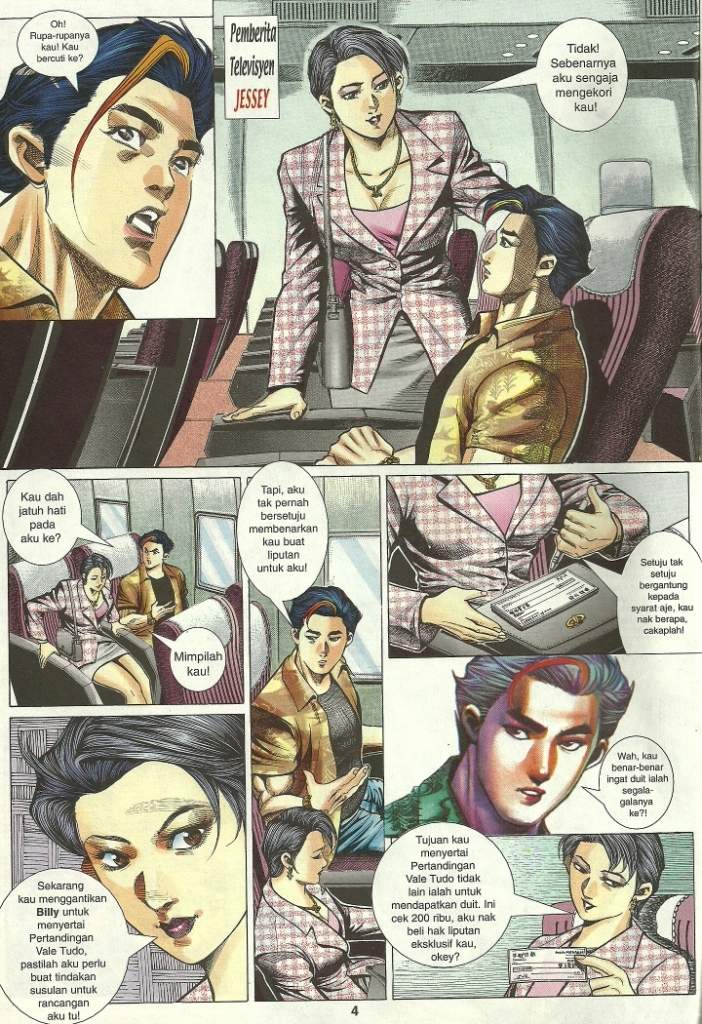 Oh!
Rupa-rupanya
kau! Kau
bercuti ke?
Pemberita
Televisyen
JESSEY
Tidak!
Sebenarnya
aku sengaja
mengekori
kau!
Kau dah
jatuh hati
pada
aku ke?
Mimpilah
kau!
Tapi, aku
tak pernah
bersetuju
membenarkan
kau buat
liputan
untuk aku!
Setuju tak
setuju
bergantung
kepada
syarat aje, kau
nak berapa,
cakaplah!
Sekarang
kau menggantikan
Billy untuk
menyertai
Pertandingan
Vale Tudo,
pastilah aku perlu
buat tindakan
susulan untuk
rancangan
aku tu!
Wah, kau
benar-benar
ingat duit ialah
segala-
galanya
ke?!
Tujuan kau
menyertai
Pertandingan
Vale Tudo tidak
lain ialah untuk
mendapatkan duit. Ini
cek 200 ribu, aku nak
beli hak liputan
eksklusif kau,
okey?
4